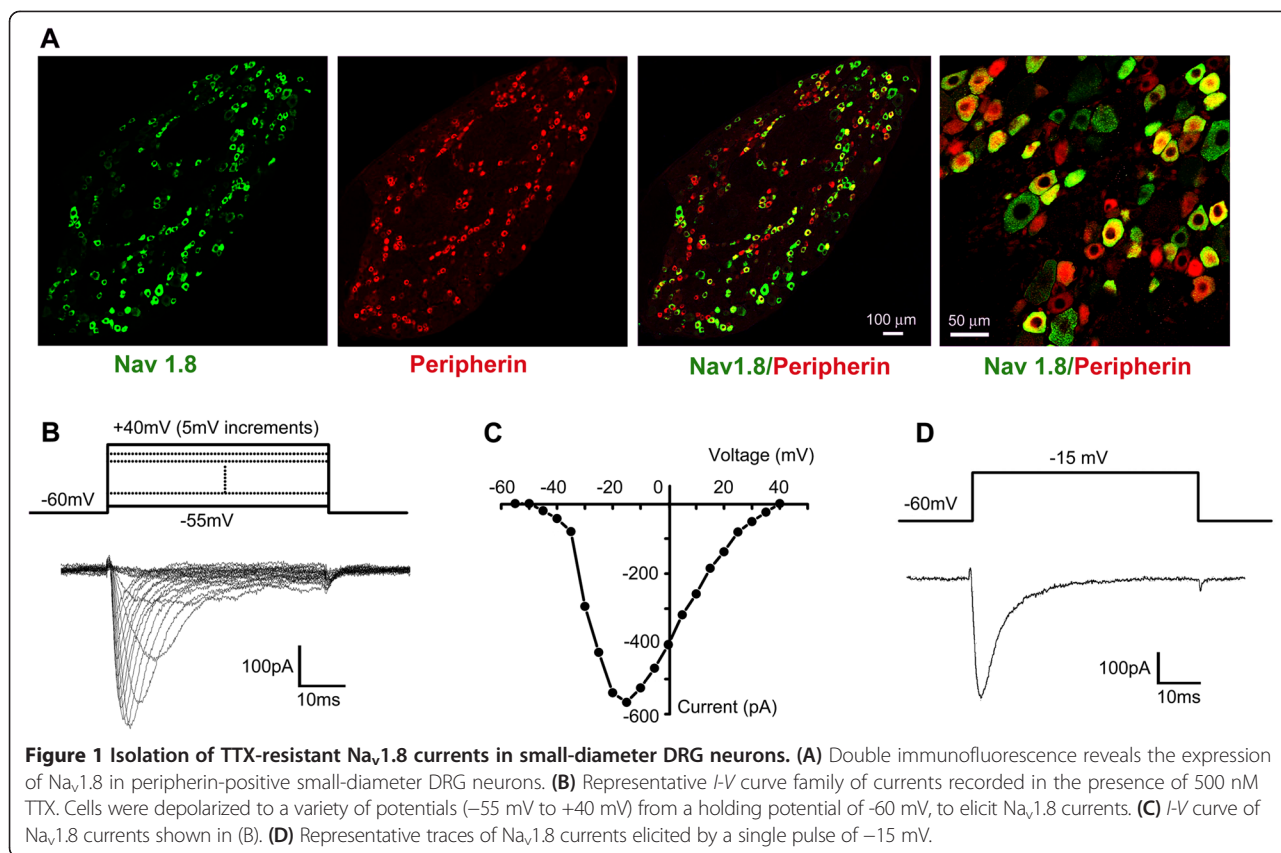 A
100 μm
50 μm
Nav 1.8
Peripherin
Nav1.8/Peripherin
Nav 1.8/Peripherin
B
+40mV (5mV increments)
-60mV
-55mV
100pA
10ms
C
Voltage (mV)
-60 -40 -20 0 20 40
-200
-400
-600
Current (pA)
D
-15 mV
-60mV
100pA
10ms
Figure 1 Isolation of TTX-resistant Nav1.8 currents in small-diameter DRG neurons. (A) Double immunofluorescence reveals the expression
of Nav1.8 in peripherin-positive small-diameter DRG neurons. (B) Representative I-V curve family of currents recorded in the presence of 500 nM
TTX. Cells were depolarized to a variety of potentials (−55 mV to +40 mV) from a holding potential of -60 mV, to elicit Nav1.8 currents. (C) I-V curve of
Nav1.8 currents shown in (B). (D) Representative traces of Nav1.8 currents elicited by a single pulse of −15 mV.